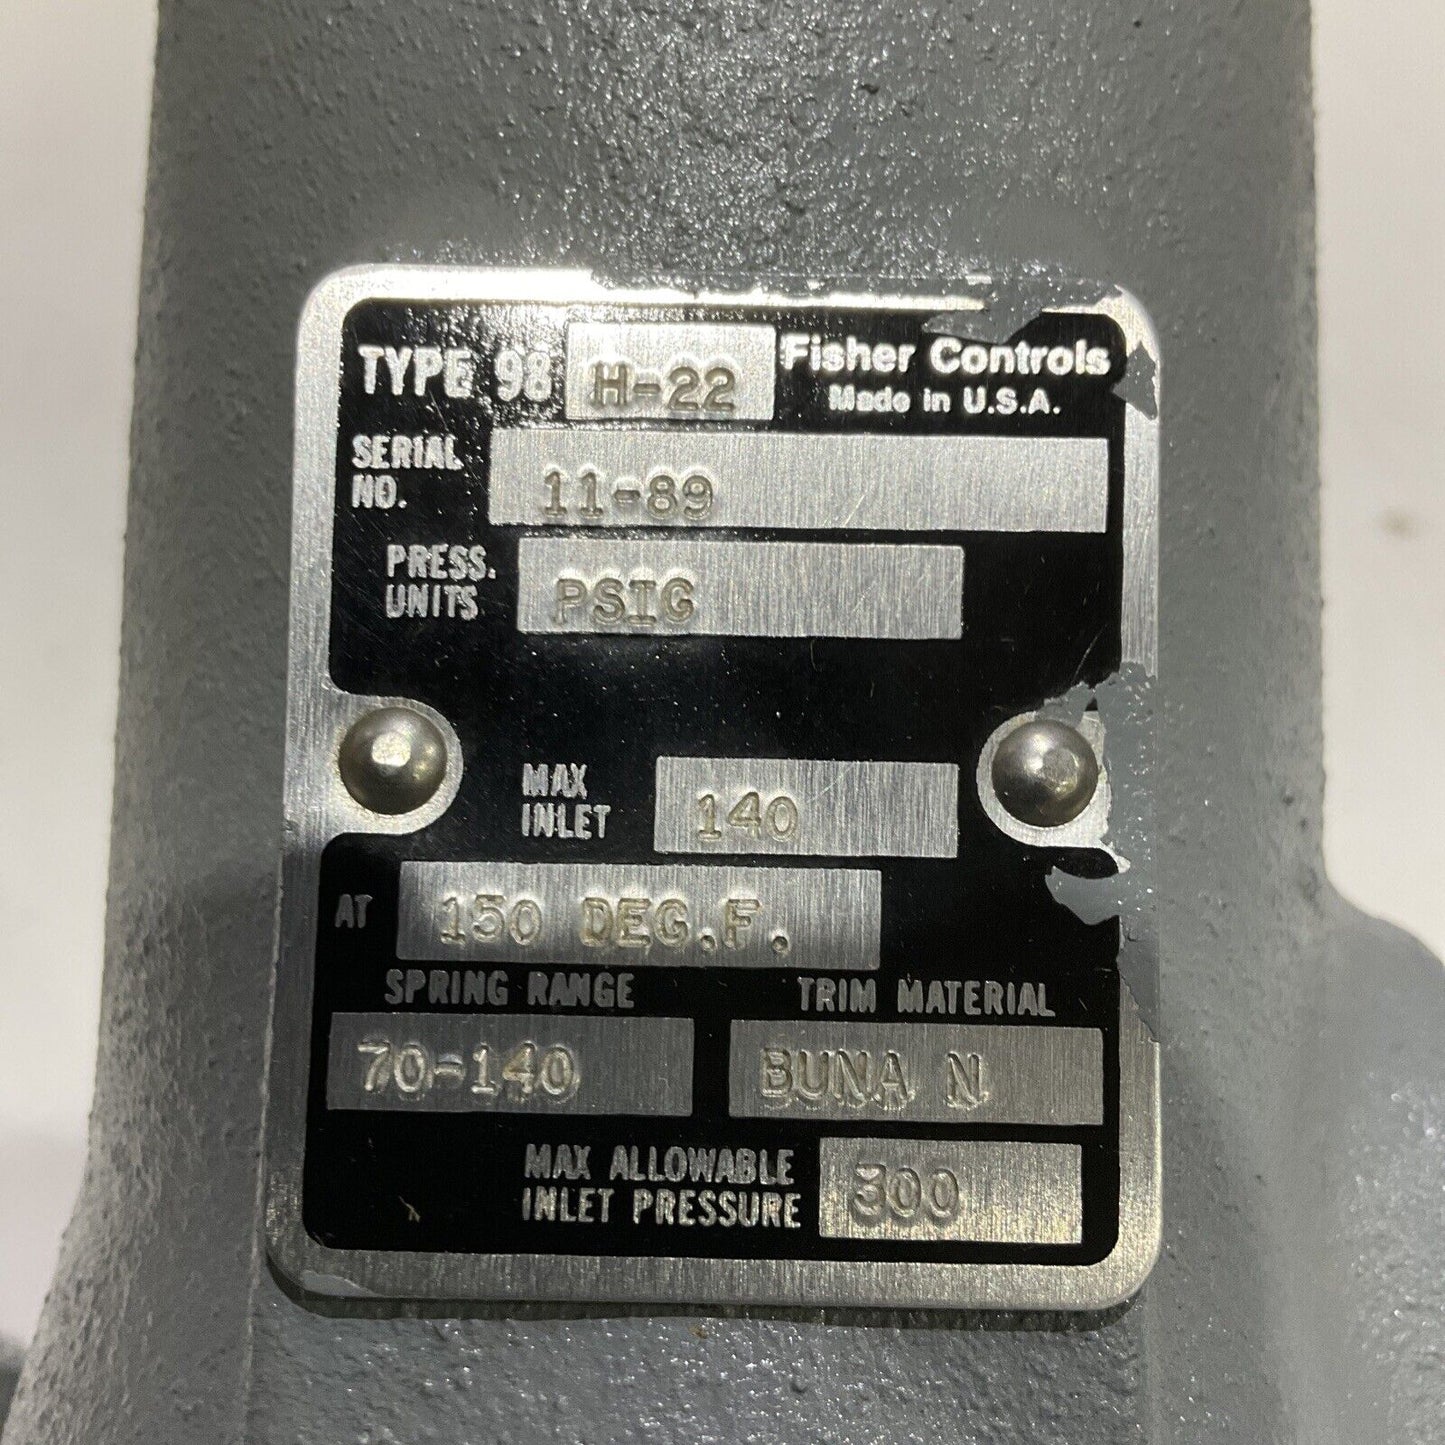 TYPE 98 H-22 Fisher Controls
Made in U.S.A.
SERIAL
NO. 11-89
PRESS.
UNITS PSIG
MAX
INLET 140
AT 150 DEG.F.
SPRING RANGE TRIM MATERIAL
70-140 BUNA N
MAX ALLOWABLE
INLET PRESSURE 300